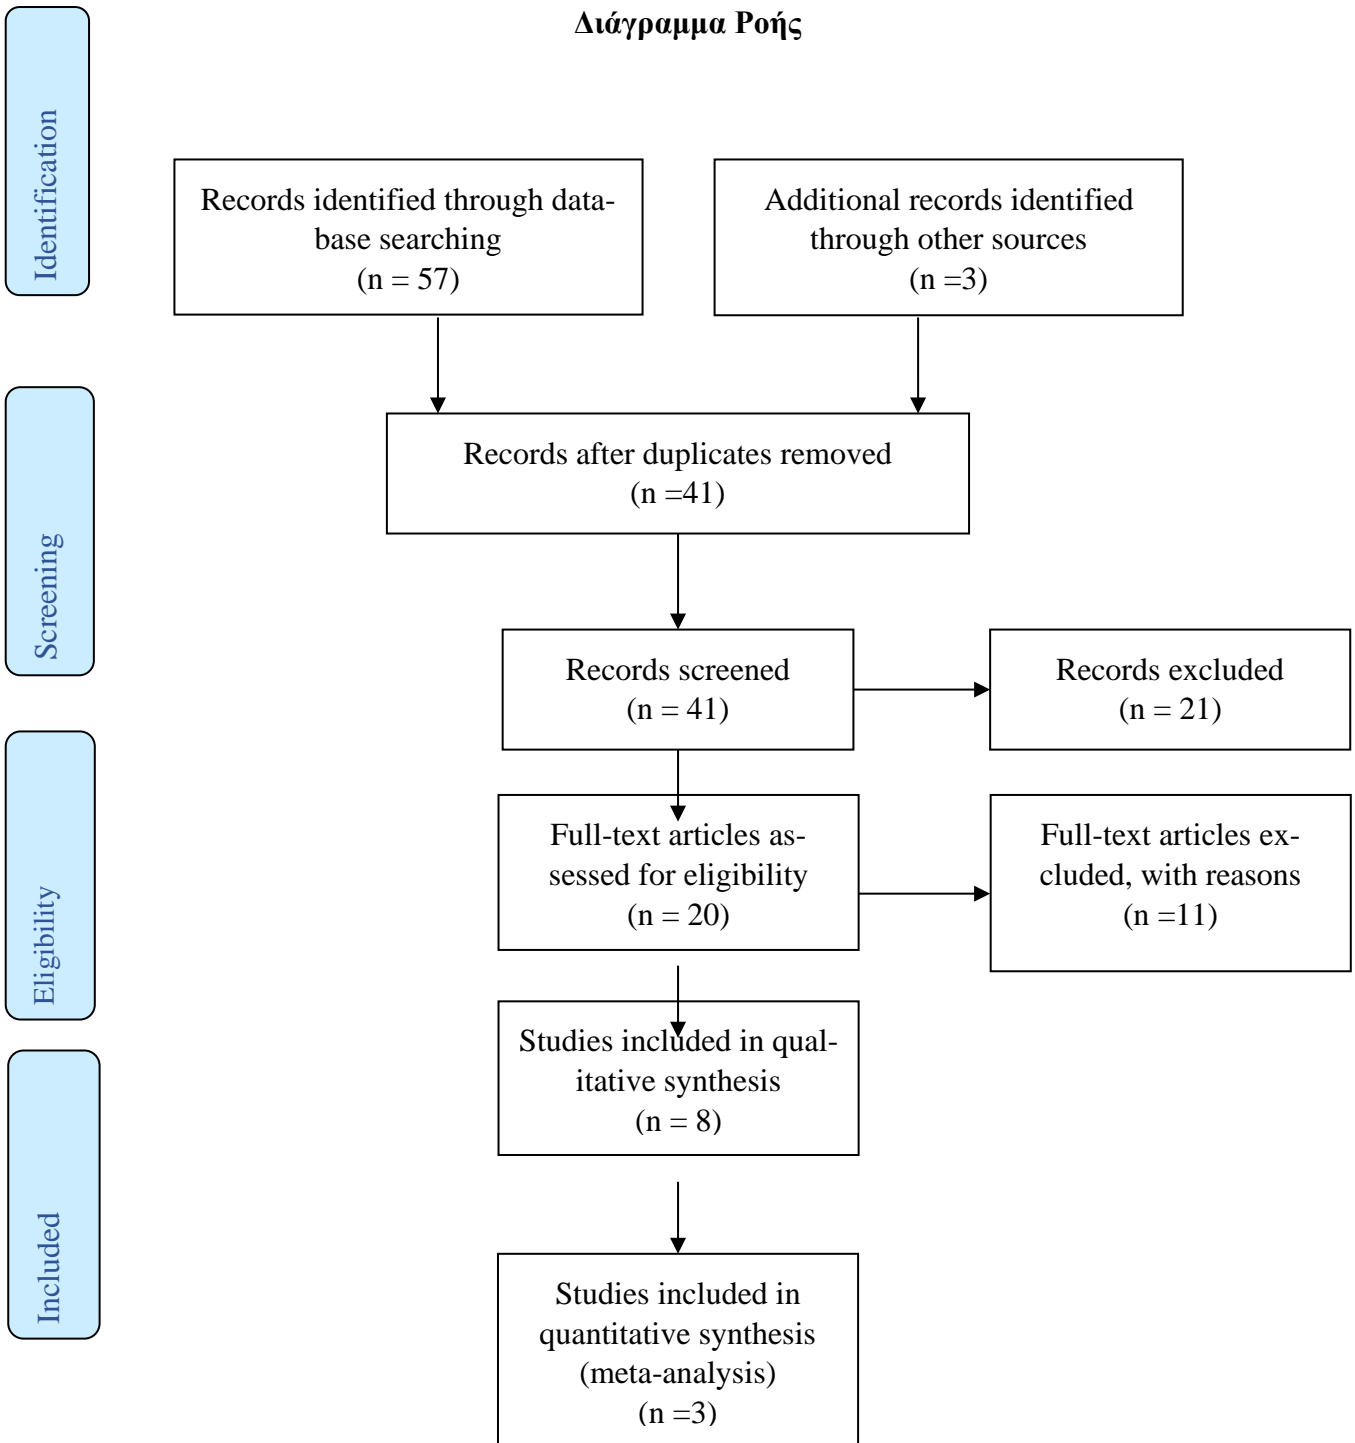 Διάγραμμα Ροής
Identification
Records identified through data-
base searching
(n = 57)
Additional records identified
through other sources
(n =3)
Records after duplicates removed
(n =41)
Screening
Records screened
(n = 41)
Records excluded
(n = 21)
Eligibility
Full-text articles as-
sessed for eligibility
(n = 20)
Full-text articles ex-
cluded, with reasons
(n =11)
Studies included in qual-
itative synthesis
(n = 8)
Included
Studies included in
quantitative synthesis
(meta-analysis)
(n =3)